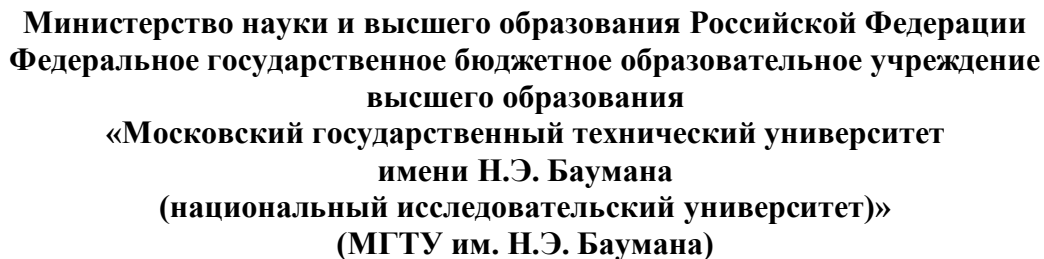 Министерство науки и высшего образования Российской Федерации
Федеральное государственное бюджетное образовательное учреждение
высшего образования
«Московский государственный технический университет
имени Н.Э. Баумана
(национальный исследовательский университет)»
(МГТУ им. Н.Э. Баумана)